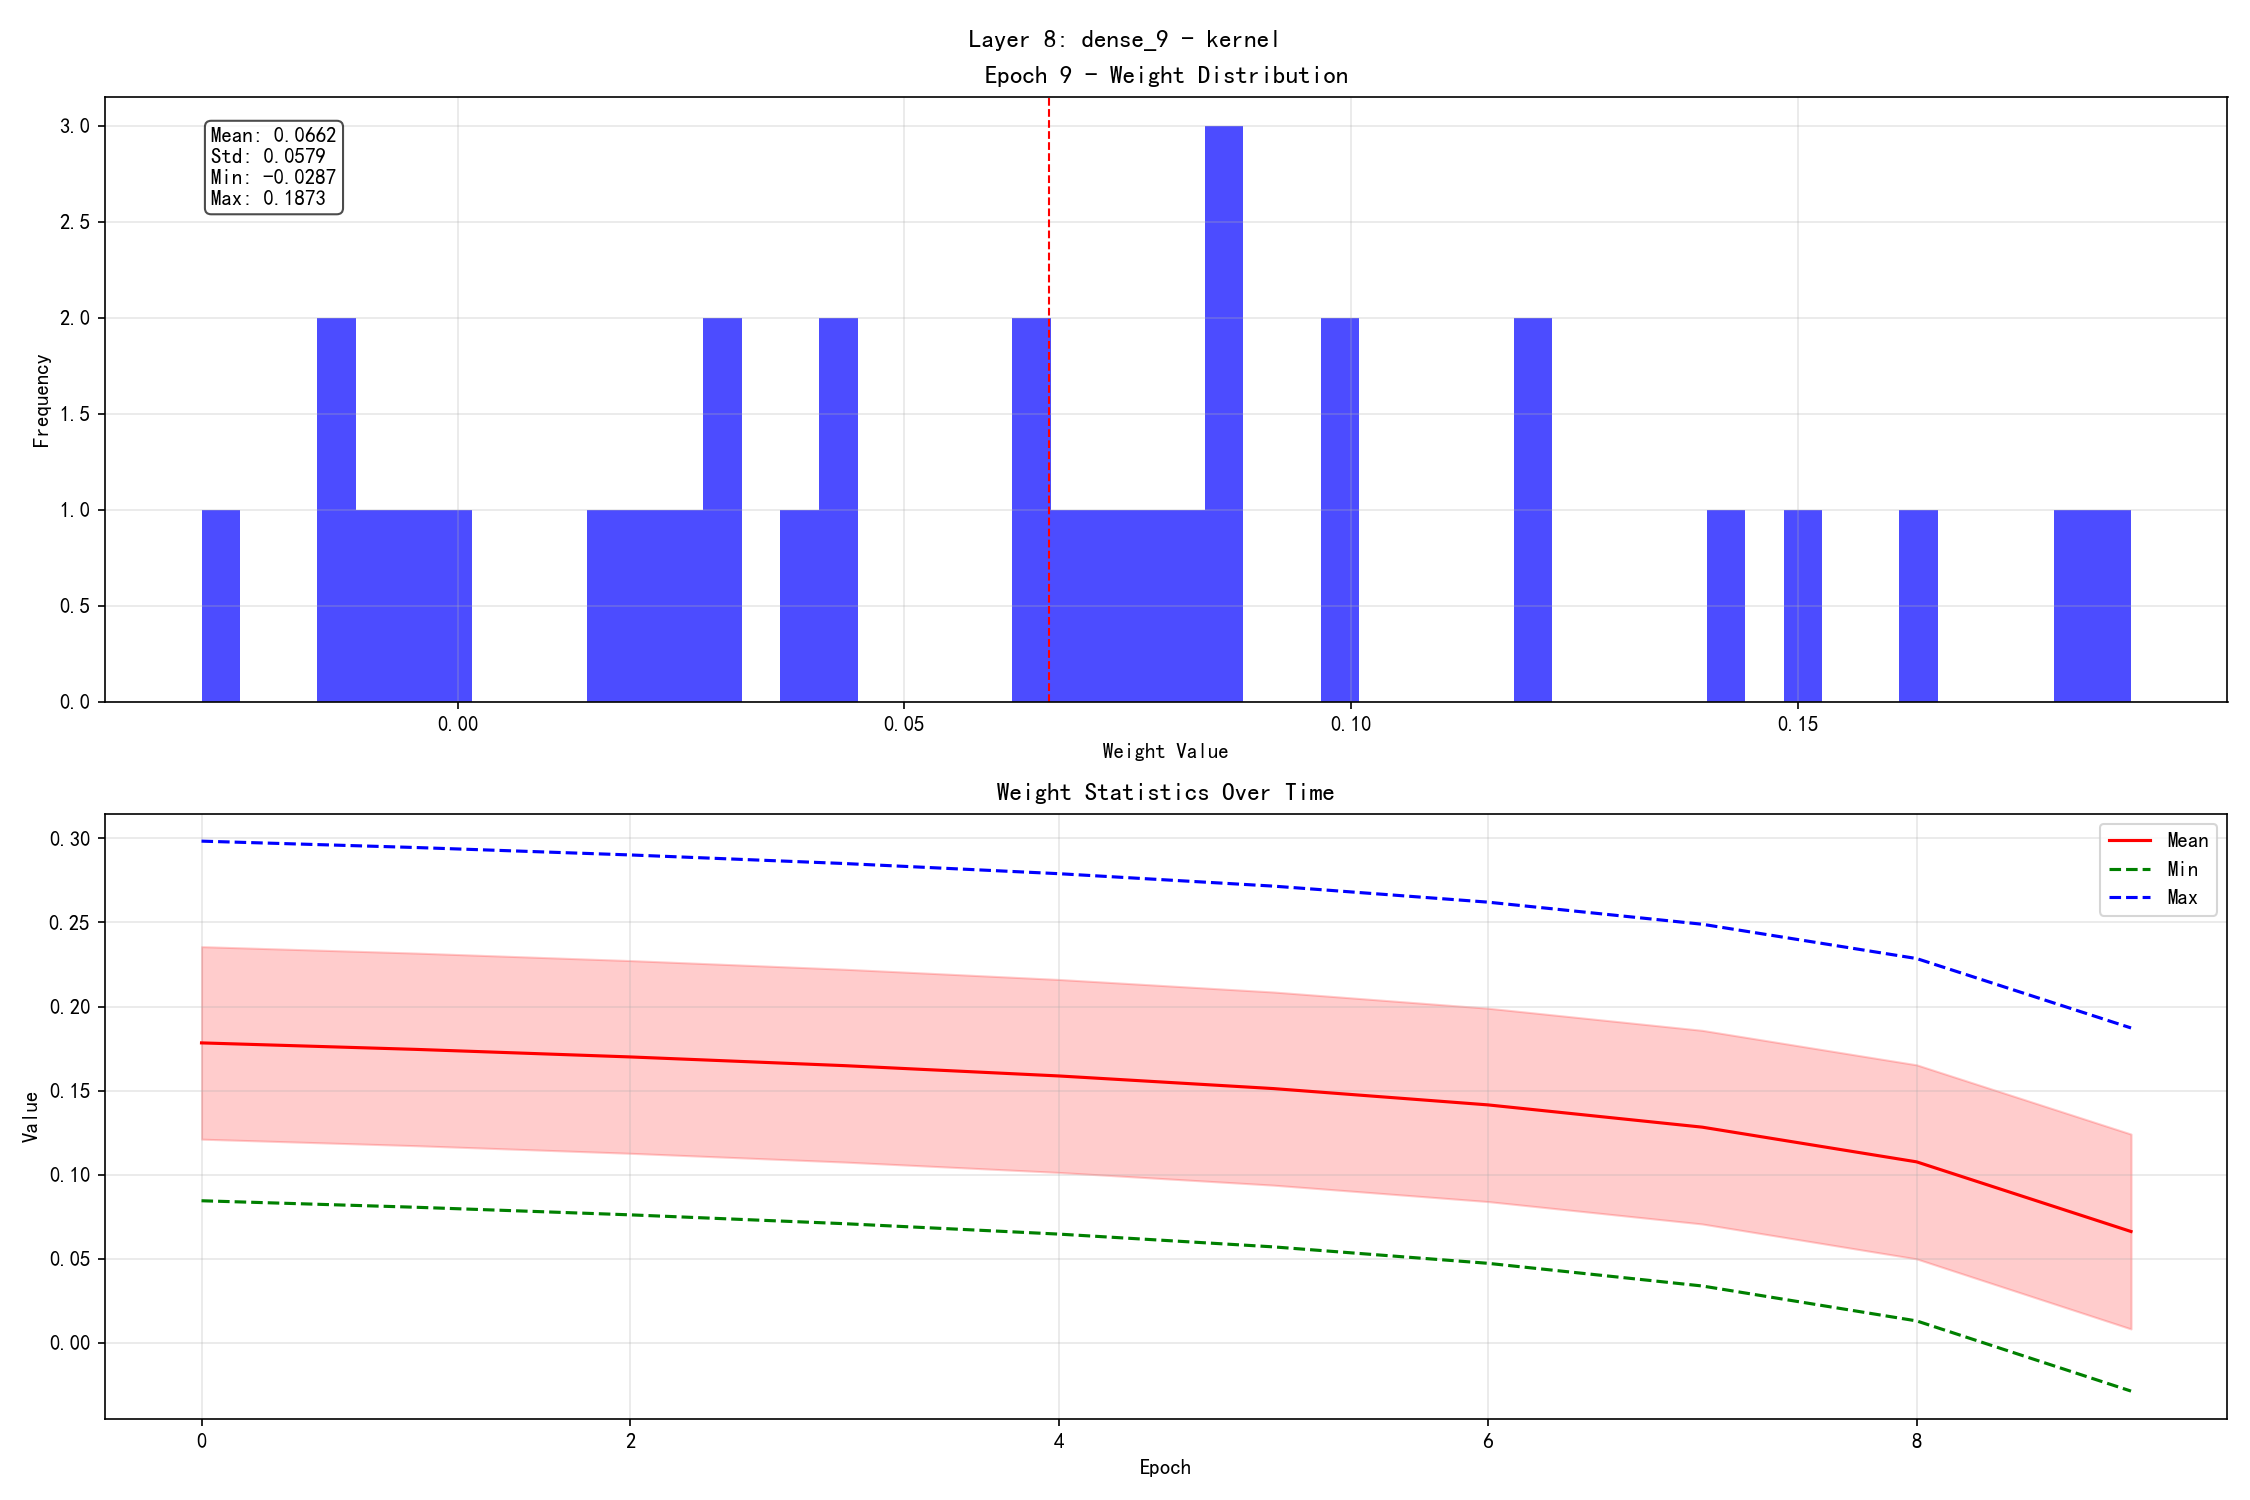 Layer 8: dense_9 - kernel
Epoch 9 - Weight Distribution
Mean: 0.0662
Std: 0.0579
Min: -0.0287
Max: 0.1873
3.0
2.5
2.0
1.5
1.0
0.5
0.0
Frequency
0.00 0.05 0.10 0.15
Weight Value
Weight Statistics Over Time
Mean
Min
Max
0.30
0.25
0.20
0.15
0.10
0.05
0.00
Value
0 2 4 6 8
Epoch